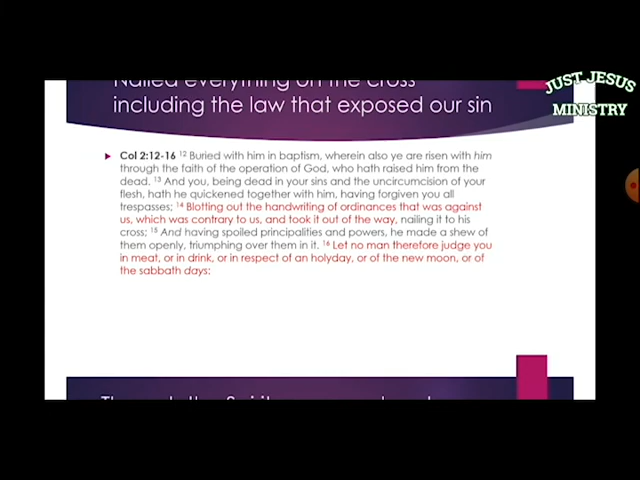 JUST JESUS
MINISTRY
Nailed everything on the cross
including the law that exposed our sin
Col 2:12-16 12 Buried with him in baptism, wherein also ye are risen with him
through the faith of the operation of God, who hath raised him from the
dead. 13 And you, being dead in your sins and the uncircumcision of your
flesh, hath he quickened together with him, having forgiven you all
trespasses; 14 Blotting out the handwriting of ordinances that was against
us, which was contrary to us, and took it out of the way, nailing it to his
cross; 15 And having spoiled principalities and powers, he made a shew of
them openly, triumphing over them in it. 16 Let no man therefore judge you
in meat, or in drink, or in respect of an holyday, or of the new moon, or of
the sabbath days: